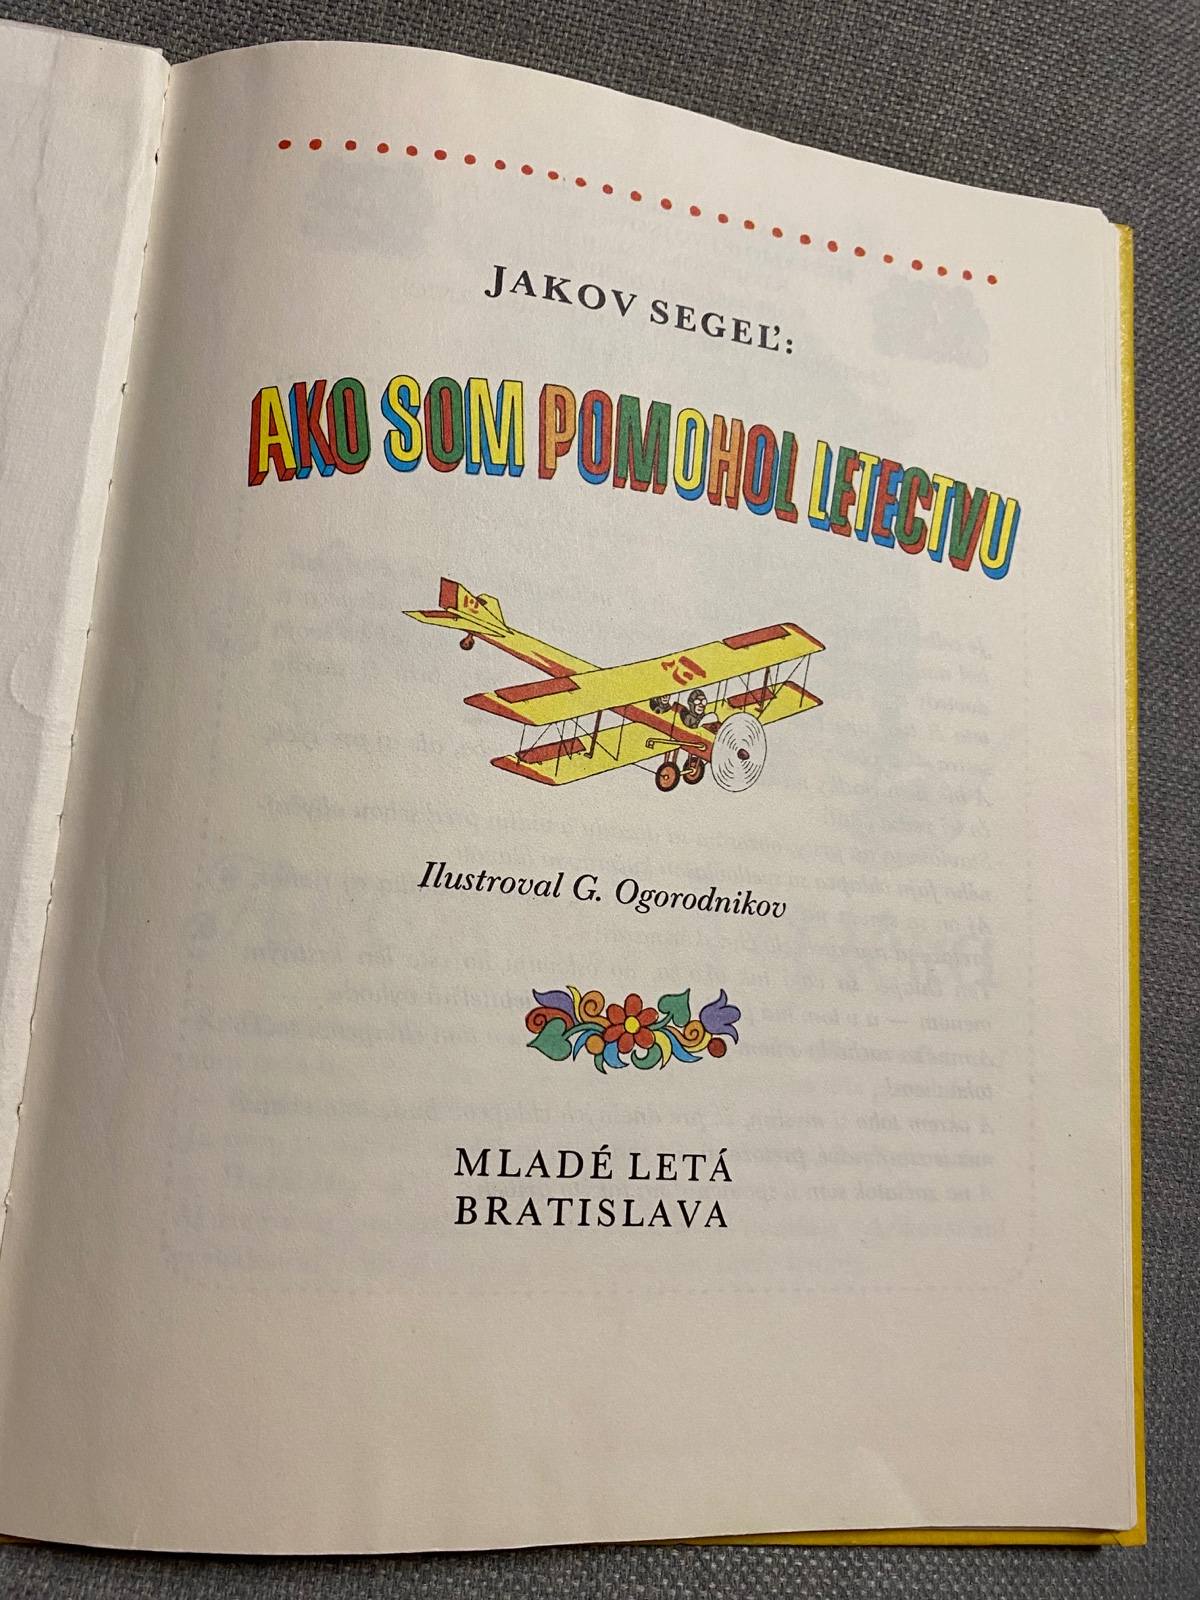 JAKOV SEGEĽ:
AKO SOM POMOHOL LETECTVU
Ilustroval G. Ogorodnikov
MLADÉ LETÁ
BRATISLAVA